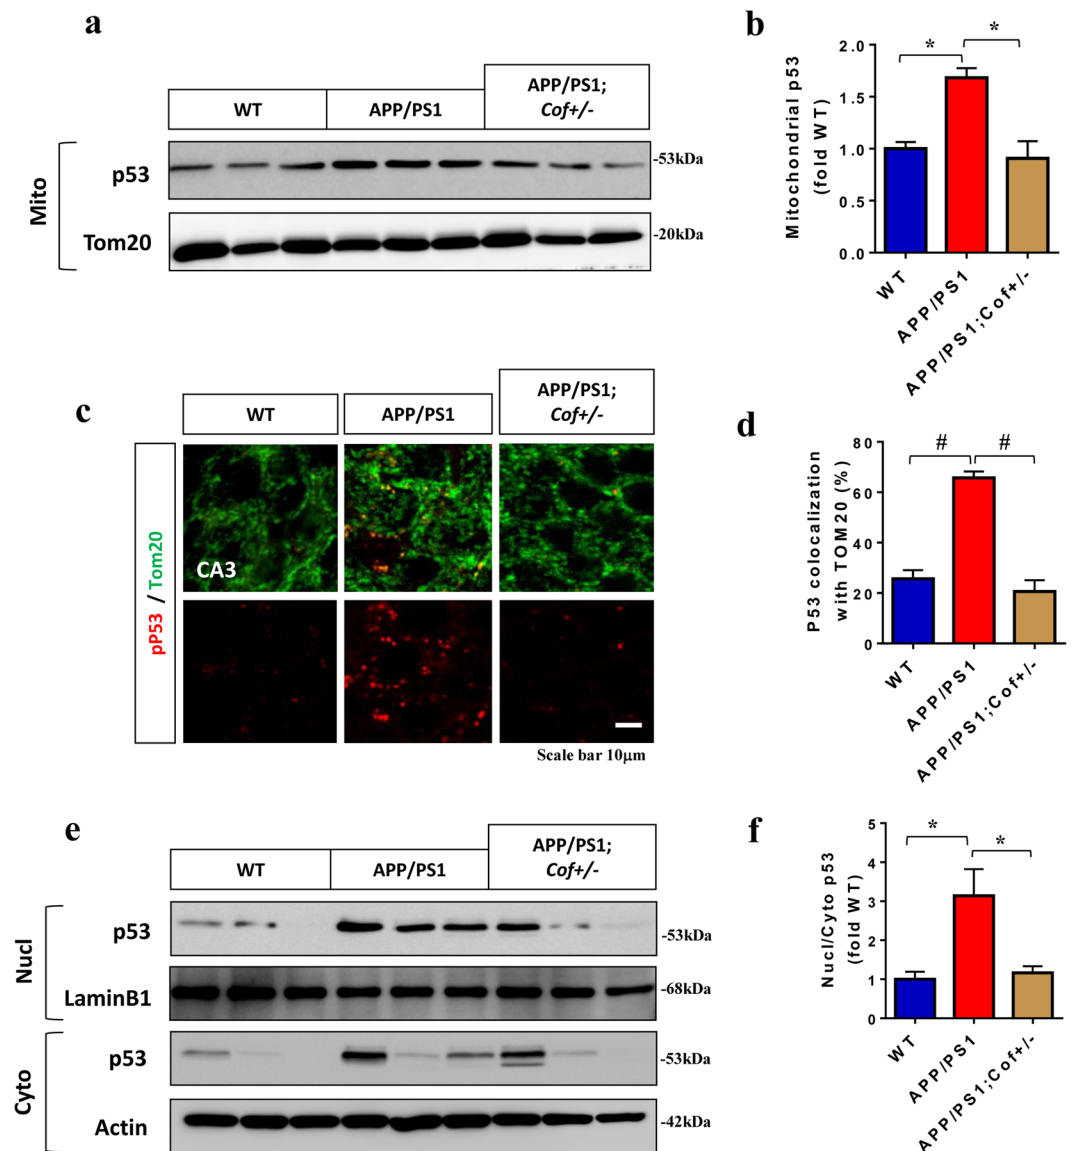 a
WT
APP/PS1
APP/PS1;
Cof+/-
Mito
p53
-53kDa
Tom20
-20kDa
b
Mitochondrial p53
(fold WT)
2.0
1.5
1.0
0.5
0.0
*
*
WT
APP/PS1
APP/PS1;Cof+/-
c
WT
APP/PS1
APP/PS1;
Cof+/-
pP53 / Tom20
CA3
Scale bar 10μm
d
P53 colocalization
with TOM20 (%)
80
60
40
20
0
#
#
WT
APP/PS1
APP/PS1;Cof+/-
e
WT
APP/PS1
APP/PS1;
Cof+/-
Nucl
p53
-53kDa
LaminB1
-68kDa
Cyto
p53
-53kDa
Actin
-42kDa
f
Nucl/Cyto p53
(fold WT)
5
4
3
2
1
0
*
*
WT
APP/PS1
APP/PS1;Cof+/-